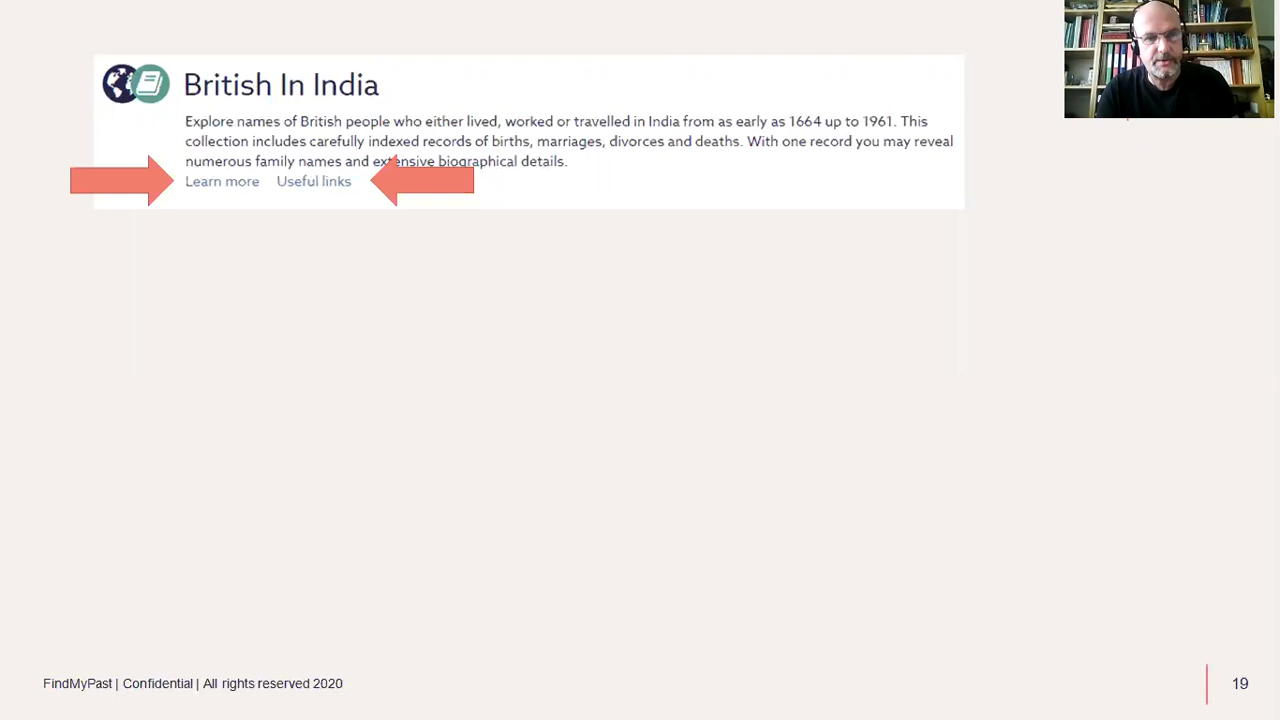 British In India
Explore names of British people who either lived, worked or travelled in India from as early as 1664 up to 1961. This
collection includes carefully indexed records of births, marriages, divorces and deaths. With one record you may reveal
numerous family names and extensive biographical details.
Learn more Useful links
FindMyPast | Confidential | All rights reserved 2020
19